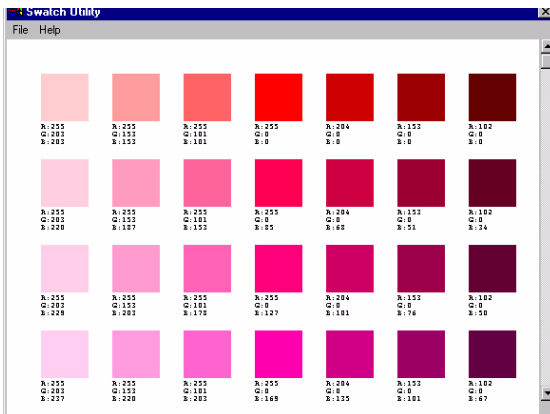 Swatch Utility
File Help
R:255 R:255 R:255 R:255 R:204 R:153 R:102
G:203 G:153 G:101 G:0 G:0 G:0 G:0
B:203 B:153 B:101 B:0 B:0 B:0 B:0
R:255 R:255 R:255 R:255 R:204 R:153 R:102
G:203 G:153 G:101 G:0 G:0 G:0 G:0
B:220 B:187 B:153 B:85 B:68 B:51 B:34
R:255 R:255 R:255 R:255 R:204 R:153 R:102
G:203 G:153 G:101 G:0 G:0 G:0 G:0
B:229 B:203 B:178 B:127 B:101 B:76 B:50
R:255 R:255 R:255 R:255 R:204 R:153 R:102
G:203 G:153 G:101 G:0 G:0 G:0 G:0
B:237 B:220 B:203 B:169 B:135 B:101 B:67